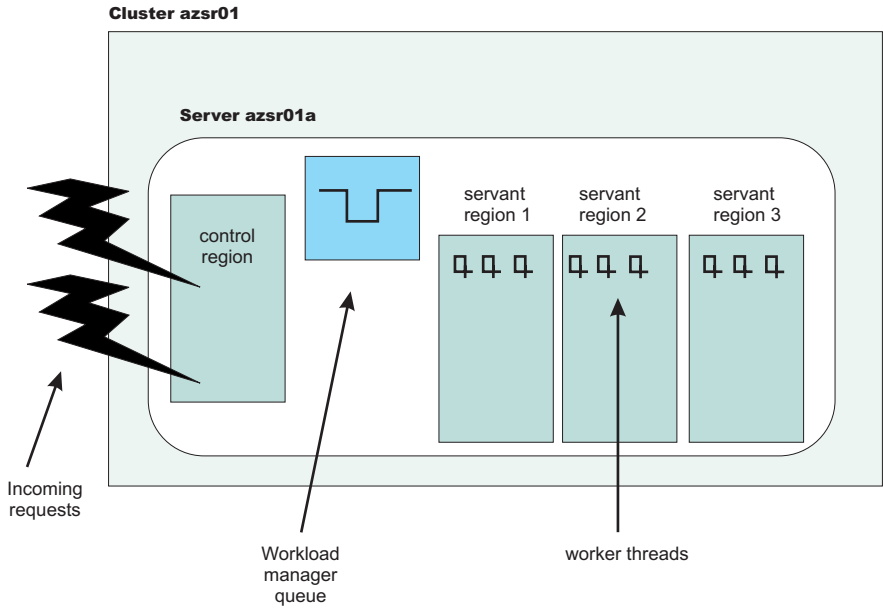 Cluster azsr01
Server azsr01a
control
region
servant
region 1
servant
region 2
servant
region 3
Incoming
requests
Workload
manager
queue
worker threads